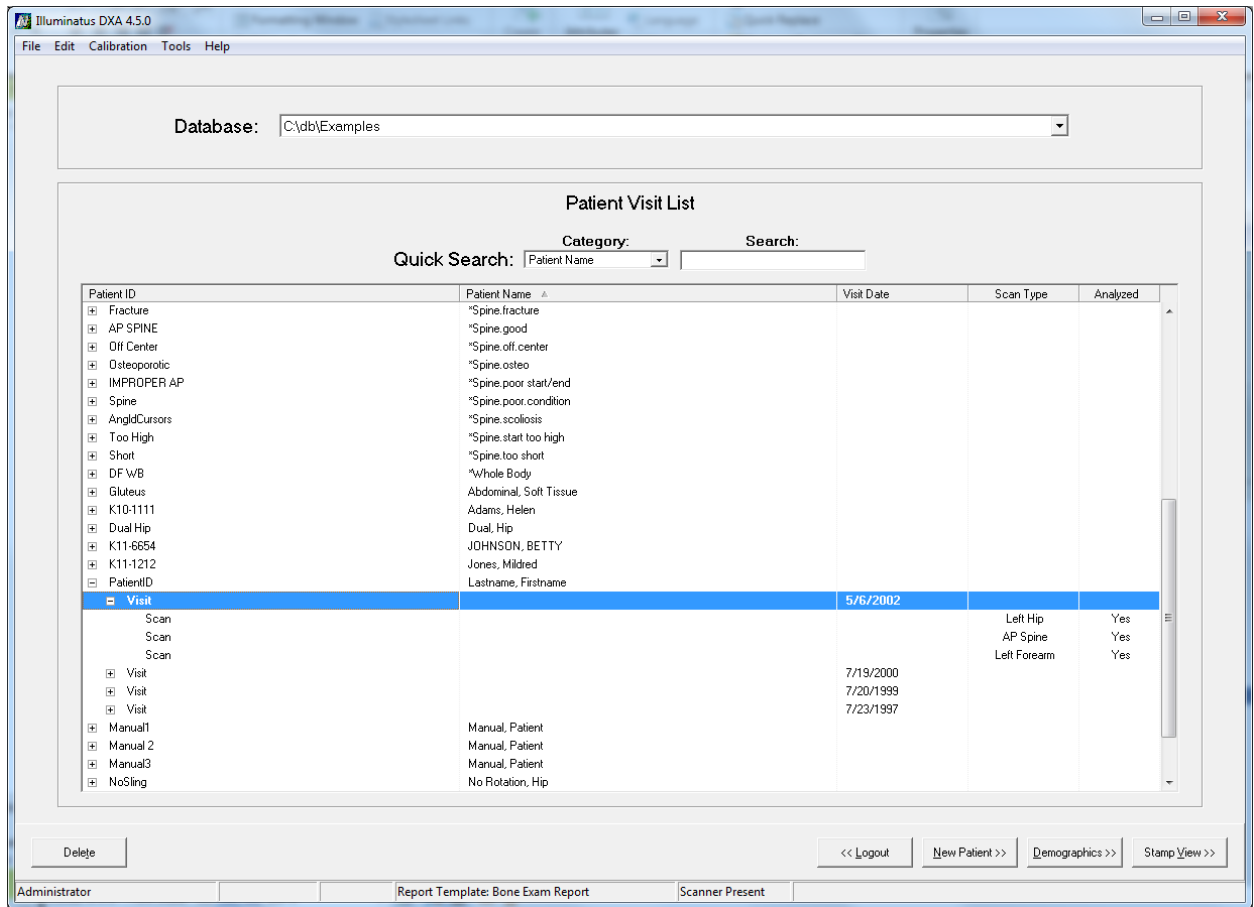 Illuminatus DXA 4.5.0
File Edit Calibration Tools Help
Database: C:\db\Examples
Patient Visit List
Category: Search:
Quick Search: Patient Name
Patient ID Patient Name Visit Date Scan Type Analyzed
Fracture *Spine.fracture
AP SPINE *Spine.good
Off Center *Spine.off.center
Osteoporotic *Spine.osteo
IMPROPER AP *Spine.poor start/end
Spine *Spine.poor.condition
AngldCursors *Spine.scoliosis
Too High *Spine.start too high
Short *Spine.too short
DF WB *Whole Body
Gluteus Abdominal, Soft Tissue
K10-1111 Adams, Helen
Dual Hip Dual, Hip
K11-6654 JOHNSON, BETTY
K11-1212 Jones, Mildred
PatientID Lastname, Firstname
Visit 5/6/2002
Scan Left Hip Yes
Scan AP Spine Yes
Scan Left Forearm Yes
Visit 7/19/2000
Visit 7/20/1999
Visit 7/23/1997
Manual1 Manual, Patient
Manual 2 Manual, Patient
Manual3 Manual, Patient
NoSling No Rotation, Hip
Delete << Logout New Patient >> Demographics >> Stamp View >>
Administrator Report Template: Bone Exam Report Scanner Present